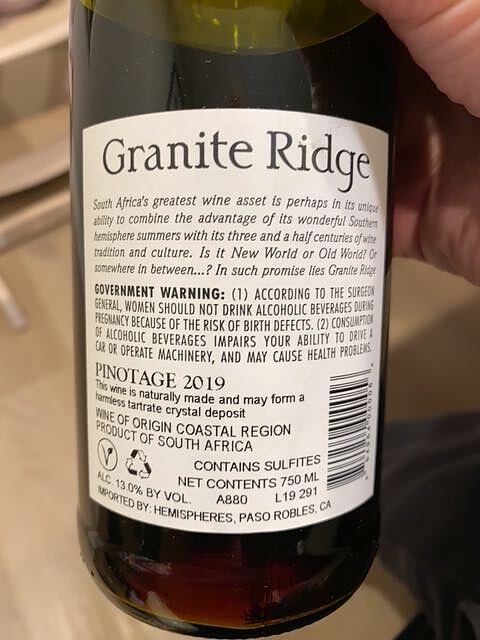 Granite Ridge
South Africa's greatest wine asset is perhaps in its unique
ability to combine the advantage of its wonderful Southern
hemisphere summers with its three and a half centuries of wine
tradition and culture. Is it New World or Old World? Or
somewhere in between...? In such promise lies Granite Ridge
GOVERNMENT WARNING: (1) ACCORDING TO THE SURGEON
GENERAL, WOMEN SHOULD NOT DRINK ALCOHOLIC BEVERAGES DURING
PREGNANCY BECAUSE OF THE RISK OF BIRTH DEFECTS. (2) CONSUMPTION
OF ALCOHOLIC BEVERAGES IMPAIRS YOUR ABILITY TO DRIVE A
CAR OR OPERATE MACHINERY, AND MAY CAUSE HEALTH PROBLEMS.
PINOTAGE 2019
This wine is naturally made and may form a
harmless tartrate crystal deposit
WINE OF ORIGIN COASTAL REGION
PRODUCT OF SOUTH AFRICA
CONTAINS SULFITES
NET CONTENTS 750 ML
ALC. 13.0% BY VOL. A880 L19 291
IMPORTED BY: HEMISPHERES, PASO ROBLES, CA